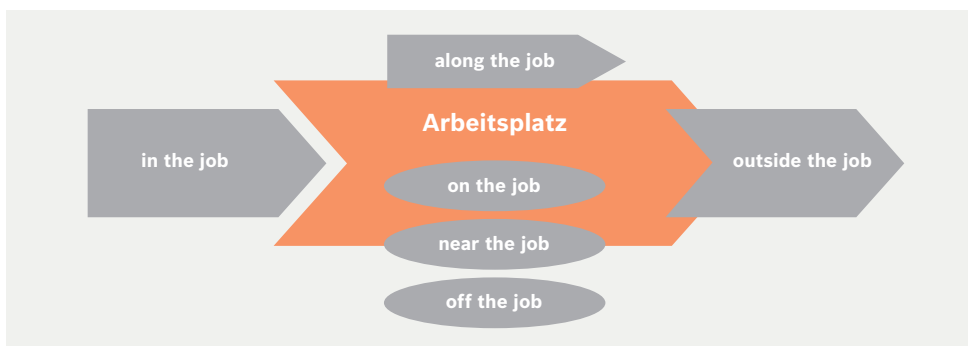 along the job
Arbeitsplatz
in the job
outside the job
on the job
near the job
off the job